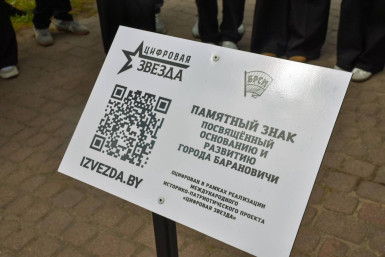 ЦИФРОВАЯ
ЗВЕЗДА
БРСМ
ПАМЯТНЫЙ ЗНАК
ПОСВЯЩЁННЫЙ
ОСНОВАНИЮ И
РАЗВИТИЮ
ГОРОДА БАРАНОВИЧИ
IZVEZDA.BY
ОЦИФРОВАН В РАМКАХ РЕАЛИЗАЦИИ
МЕЖДУНАРОДНОГО
ИСТОРИКО-ПАТРИОТИЧЕСКОГО ПРОЕКТА
«ЦИФРОВАЯ ЗВЕЗДА»